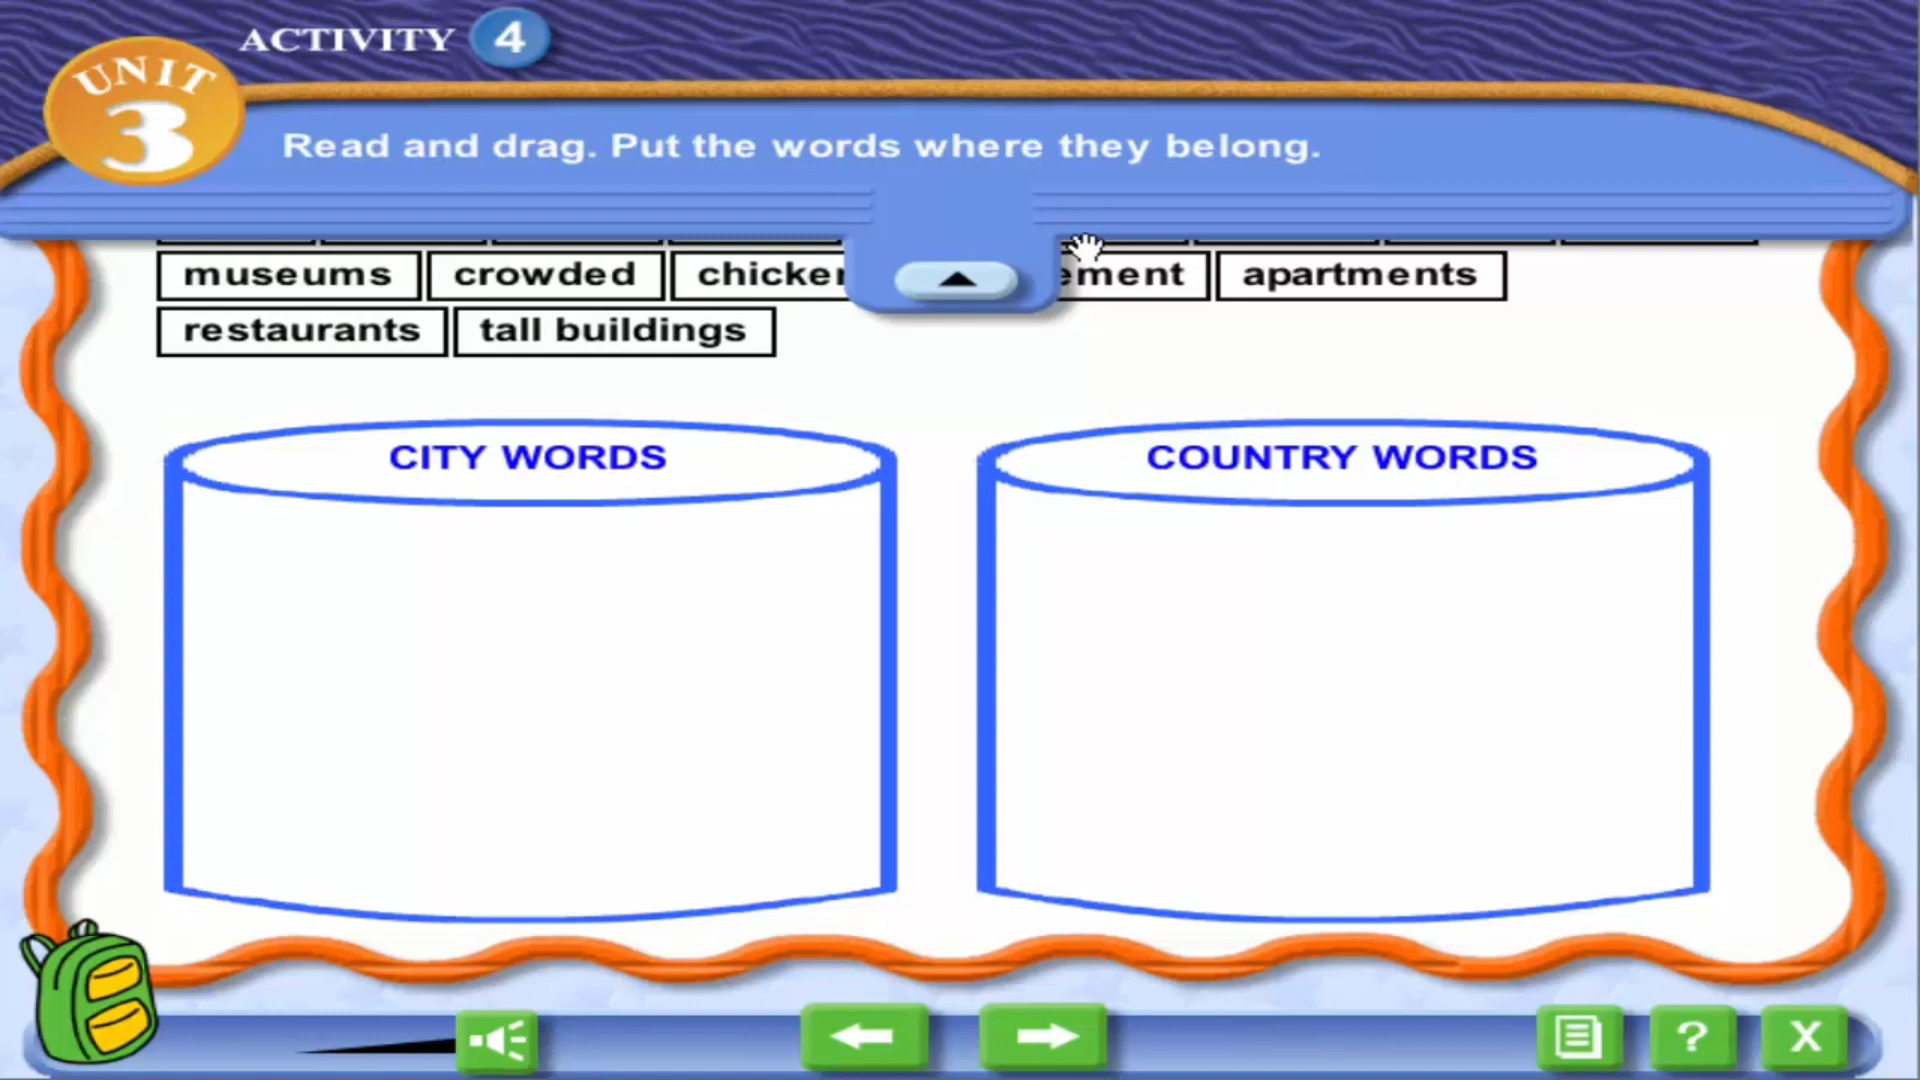 ACTIVITY 4
UNIT
3
Read and drag. Put the words where they belong.
museums crowded apartments
restaurants tall buildings
CITY WORDS COUNTRY WORDS
? X